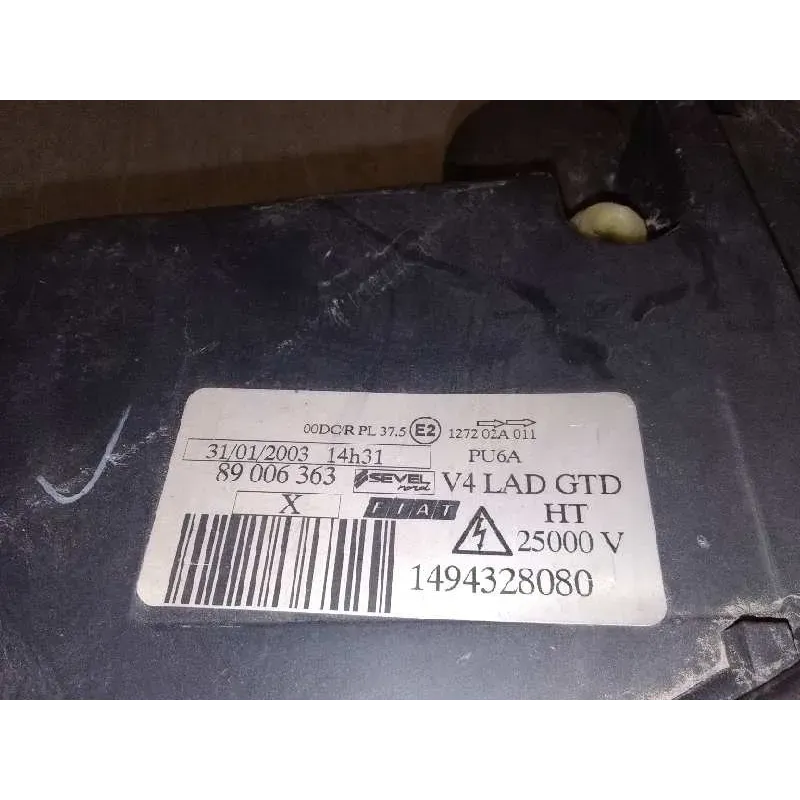 00DC/R PL 37.5 E2 1272 02A 011
31/01/2003 14h31 PU6A
89 006 363 SEVEL nord V4 LAD GTD
X FIAT HT
25000 V
1494328080